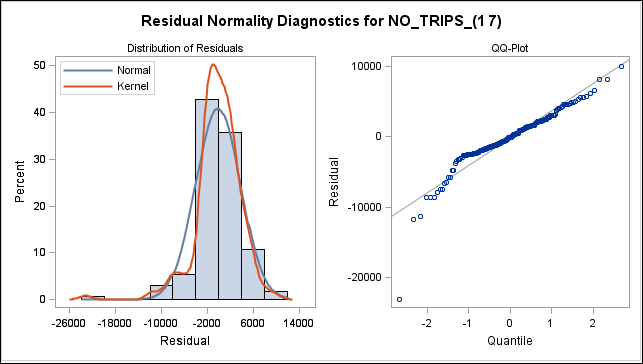 Residual Normality Diagnostics for NO_TRIPS_(1 7)
Distribution of Residuals
QQ-Plot
Normal
Kernel
50
40
30
20
10
0
Percent
-26000 -18000 -10000 -2000 6000 14000
Residual
10000
0
-10000
-20000
Residual
-2 -1 0 1 2
Quantile